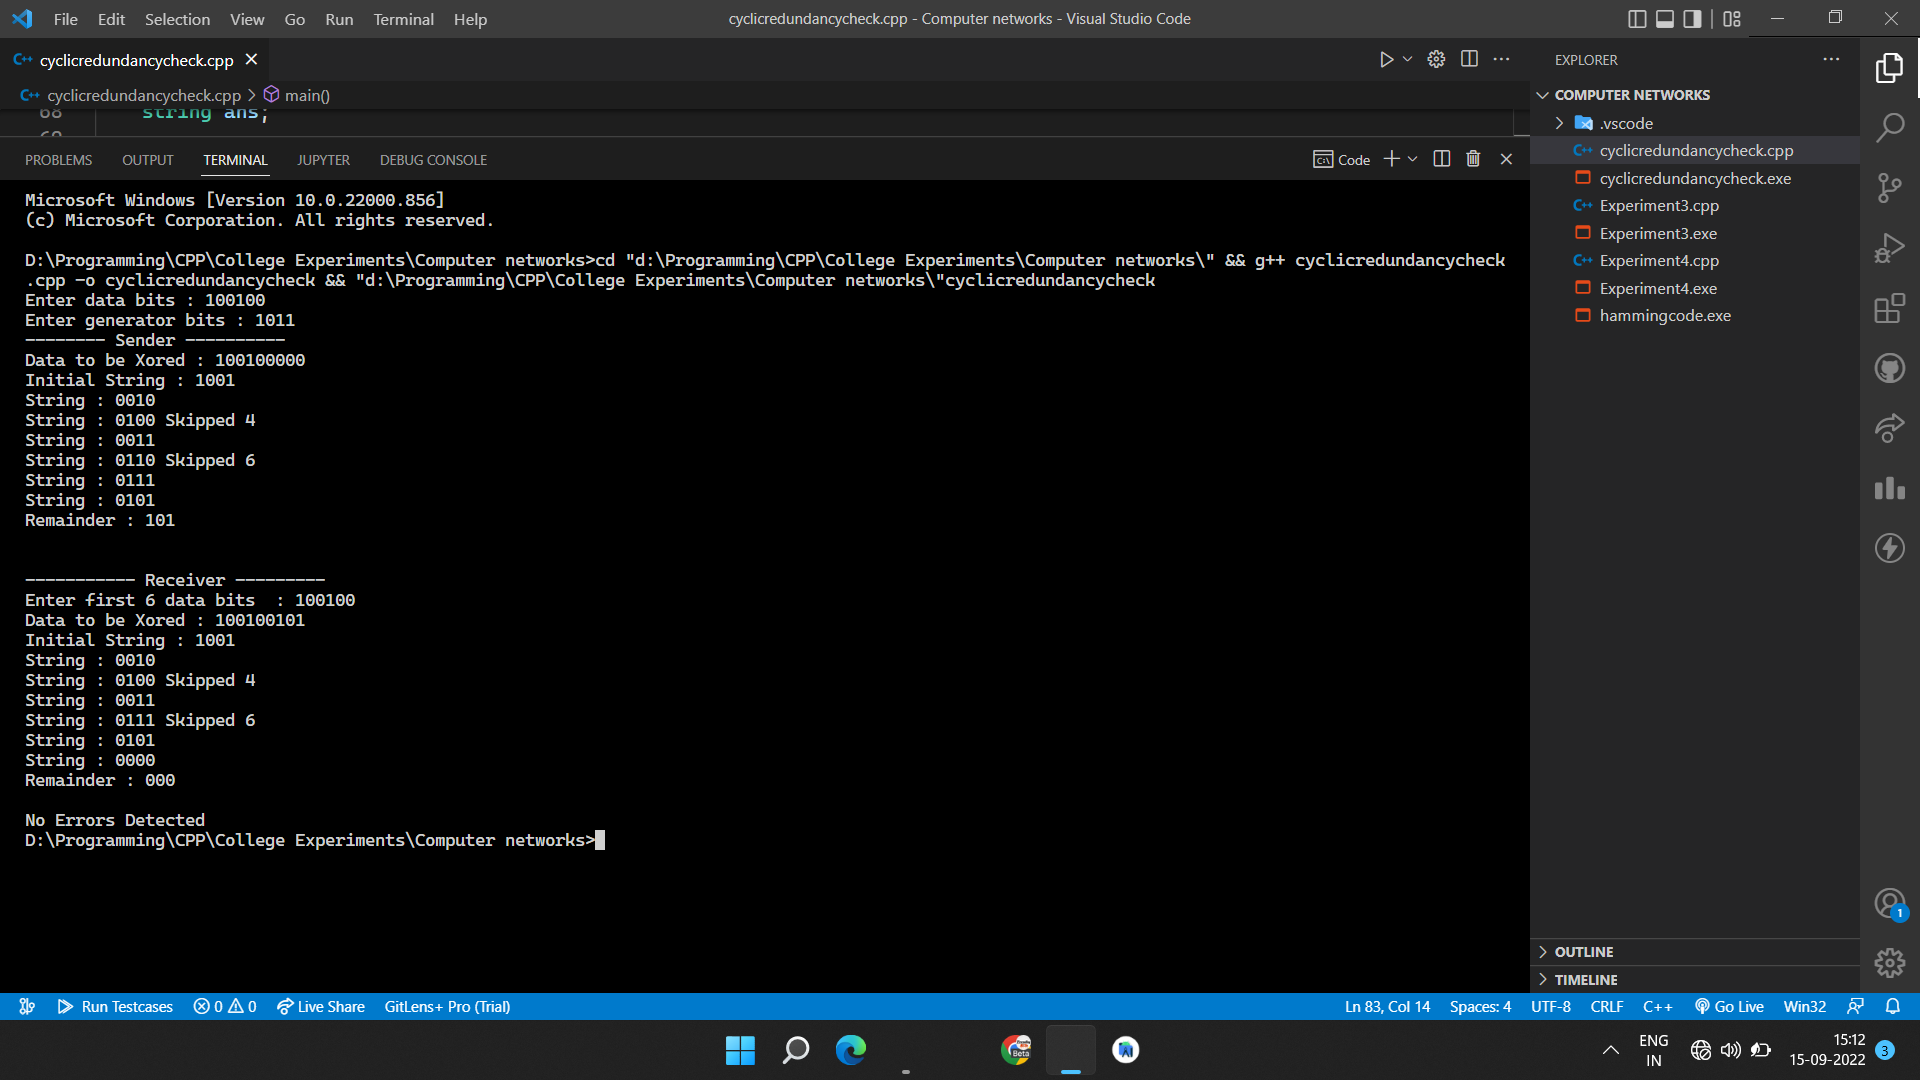 File Edit Selection View Go Run Terminal Help
cyclicredundancycheck.cpp - Computer networks - Visual Studio Code
cyclicredundancycheck.cpp
cyclicredundancycheck.cpp > main()
68 string ans;
69
PROBLEMS OUTPUT TERMINAL JUPYTER DEBUG CONSOLE
Code
Microsoft Windows [Version 10.0.22000.856]
(c) Microsoft Corporation. All rights reserved.
D:\Programming\CPP\College Experiments\Computer networks>cd "d:\Programming\CPP\College Experiments\Computer networks\" && g++ cyclicredundancycheck
.cpp -o cyclicredundancycheck && "d:\Programming\CPP\College Experiments\Computer networks\"cyclicredundancycheck
Enter data bits : 100100
Enter generator bits : 1011
-------- Sender ----------
Data to be Xored : 100100000
Initial String : 1001
String : 0010
String : 0100 Skipped 4
String : 0011
String : 0110 Skipped 6
String : 0111
String : 0101
Remainder : 101
----------- Receiver ---------
Enter first 6 data bits  : 100100
Data to be Xored : 100100101
Initial String : 1001
String : 0010
String : 0100 Skipped 4
String : 0011
String : 0111 Skipped 6
String : 0101
String : 0000
Remainder : 000
No Errors Detected
D:\Programming\CPP\College Experiments\Computer networks>
EXPLORER
COMPUTER NETWORKS
.vscode
cyclicredundancycheck.cpp
cyclicredundancycheck.exe
Experiment3.cpp
Experiment3.exe
Experiment4.cpp
Experiment4.exe
hammingcode.exe
OUTLINE
TIMELINE
1
Run Testcases 0 0 Live Share GitLens+ Pro (Trial)
Ln 83, Col 14 Spaces: 4 UTF-8 CRLF C++ Go Live Win32
Beta
ENG
IN
15:12
15-09-2022
3